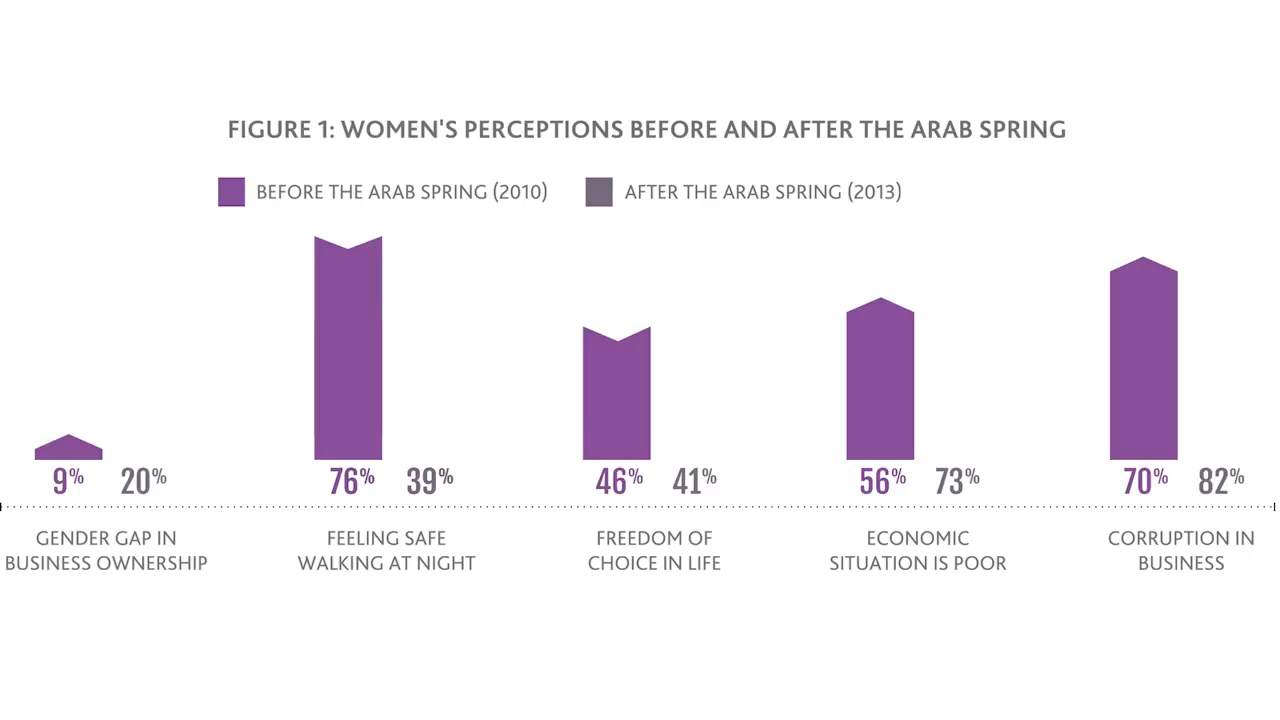 FIGURE 1: WOMEN'S PERCEPTIONS BEFORE AND AFTER THE ARAB SPRING
BEFORE THE ARAB SPRING (2010) AFTER THE ARAB SPRING (2013)
9% 20% 76% 39% 46% 41% 56% 73% 70% 82%
GENDER GAP IN
BUSINESS OWNERSHIP
FEELING SAFE
WALKING AT NIGHT
FREEDOM OF
CHOICE IN LIFE
ECONOMIC
SITUATION IS POOR
CORRUPTION IN
BUSINESS